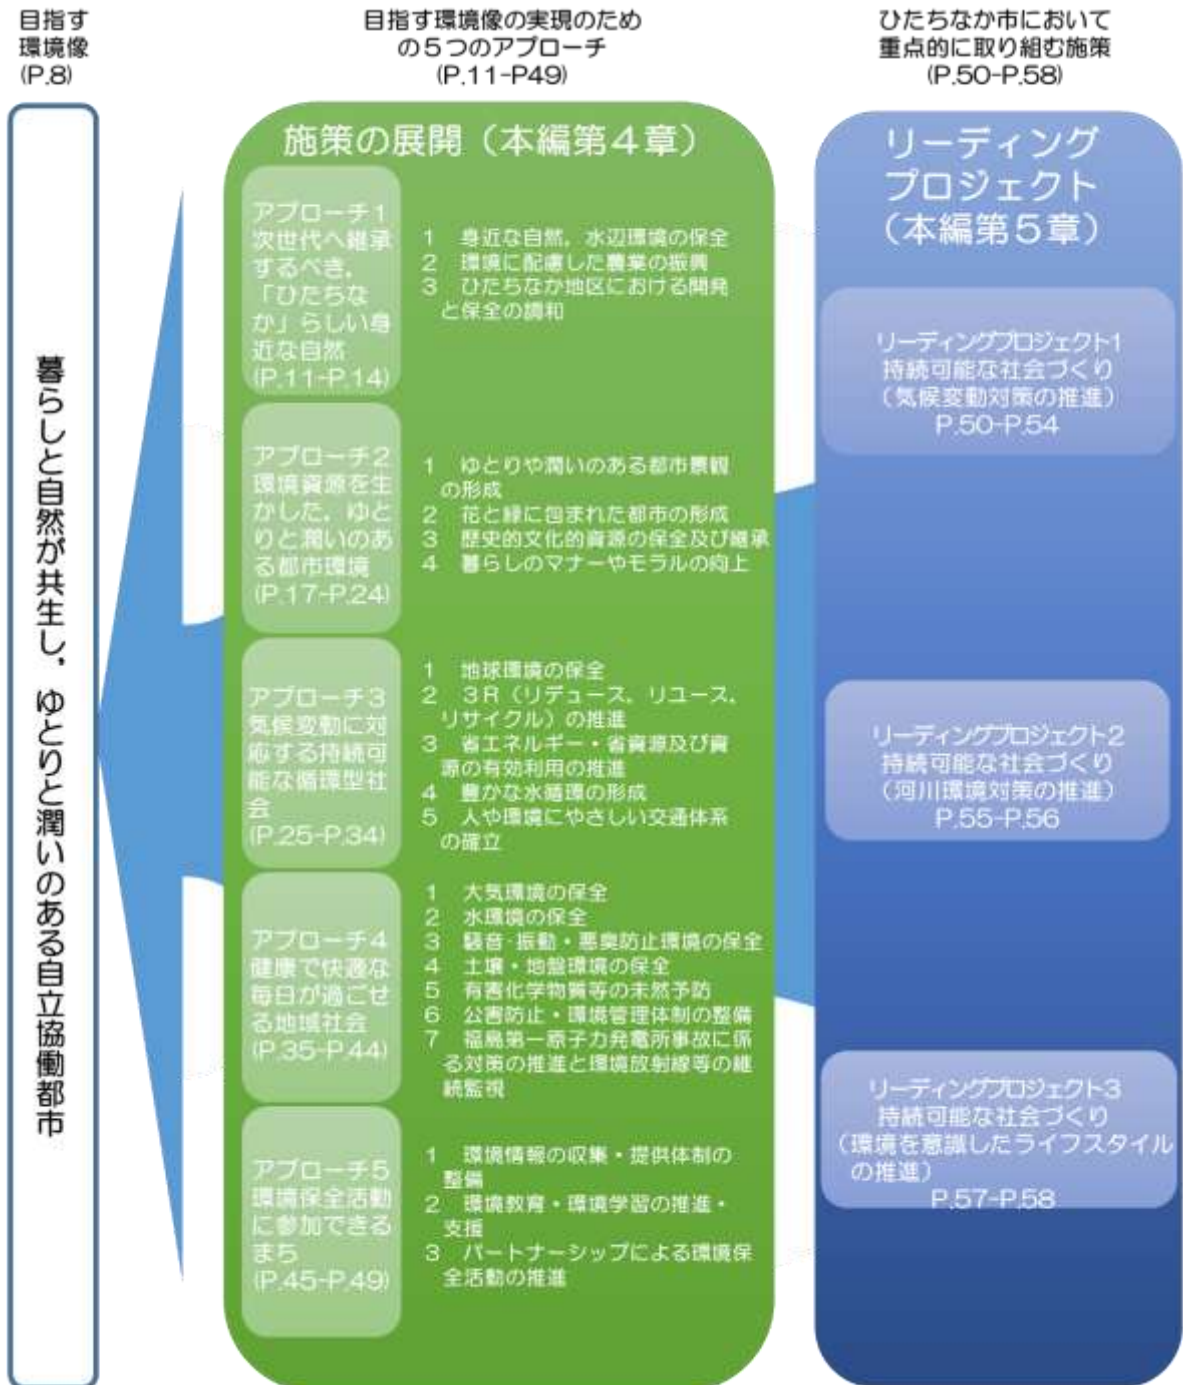 目指す
環境像
(P.8)
目指す環境像の実現のため
の５つのアプローチ
(P.11-P49)
ひたちなか市において
重点的に取り組む施策
(P.50-P.58)
暮らしと自然が共生し，ゆとりと潤いのある自立協働都市
施策の展開（本編第４章）
アプローチ１
次世代へ継承
するべき，
「ひたちな
か」らしい身
近な自然
(P.11-P.14)
１　身近な自然，水辺環境の保全
２　環境に配慮した農業の振興
３　ひたちなか地区における開発
と保全の調和
アプローチ２
環境資源を生
かした，ゆと
りと潤いのあ
る都市環境
(P.17-P.24)
１　ゆとりや潤いのある都市景観
の形成
２　花と緑に包まれた都市の形成
３　歴史的文化的資源の保全及び継承
４　暮らしのマナーやモラルの向上
アプローチ３
気候変動に対
応する持続可
能な循環型社
会
(P.25-P.34)
１　地球環境の保全
２　３Ｒ（リデュース，リユース，
リサイクル）の推進
３　省エネルギー・省資源及び資
源の有効利用の推進
４　豊かな水循環の形成
５　人や環境にやさしい交通体系
の確立
アプローチ４
健康で快適な
毎日が過ごせ
る地域社会
(P.35-P.44)
１　大気環境の保全
２　水環境の保全
３　騒音・振動・悪臭防止環境の保全
４　土壌・地盤環境の保全
５　有害化学物質等の未然予防
６　公害防止・環境管理体制の整備
７　福島第一原子力発電所事故に係
る対策の推進と環境放射線等の継
続監視
アプローチ５
環境保全活動
に参加できる
まち
(P.45-P.49)
１　環境情報の収集・提供体制の
整備
２　環境教育・環境学習の推進・
支援
３　パートナーシップによる環境保
全活動の推進
リーディング
プロジェクト
（本編第５章）
リーディングプロジェクト1
持続可能な社会づくり
（気候変動対策の推進）
P.50-P.54
リーディングプロジェクト2
持続可能な社会づくり
（河川環境対策の推進）
P.55-P.56
リーディングプロジェクト3
持続可能な社会づくり
（環境を意識したライフスタイル
の推進）
P.57-P.58